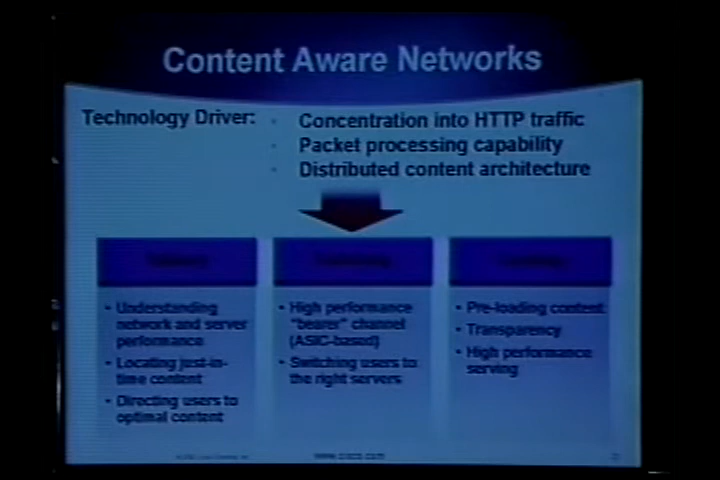 Content Aware Networks
Technology Driver:
Concentration into HTTP traffic
Packet processing capability
Distributed content architecture
• Understanding
network and server
performance
• Locating just-in-
time content
• Directing users to
optimal content
• High performance
"bearer" channel
(ASIC-based)
• Switching users to
the right servers
• Pre-loading content
• Transparency
• High performance
serving
www.cisco.com